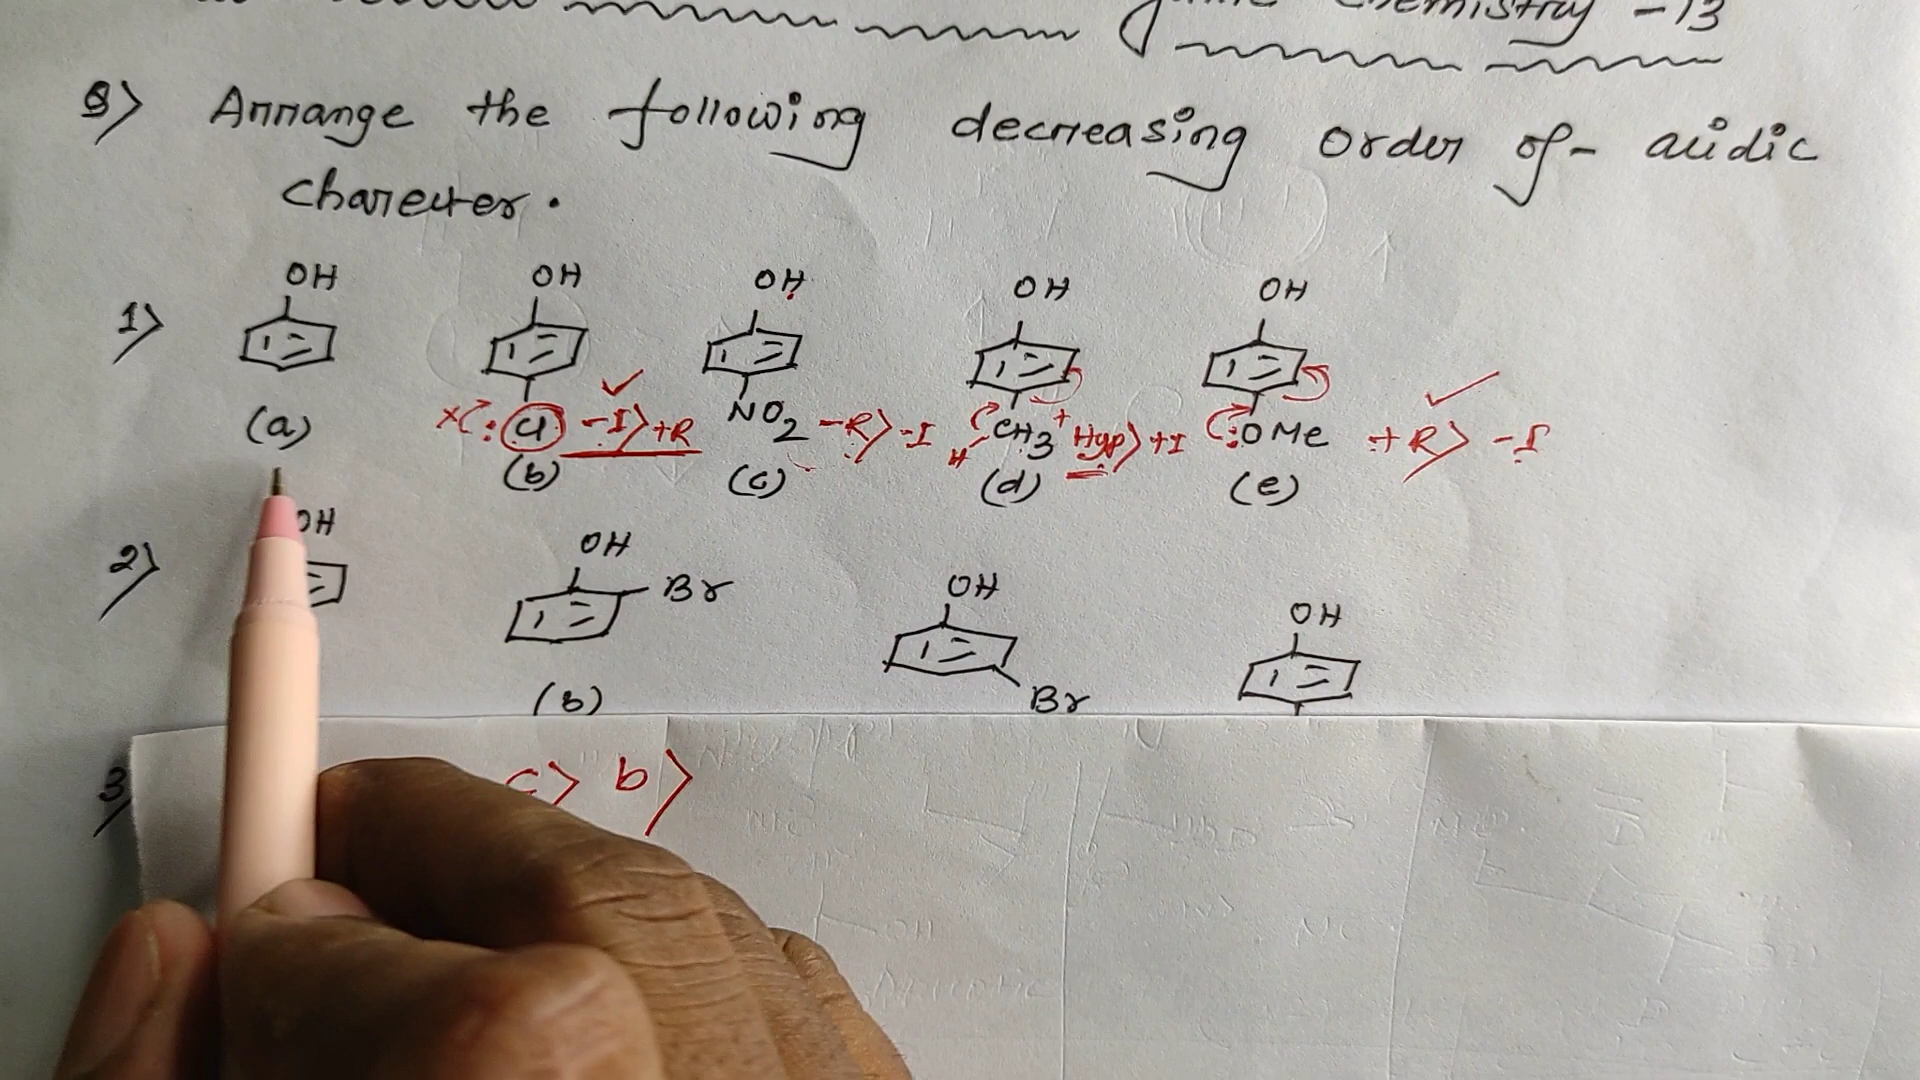 Chemistry - 13
Q> Arrange the following decreasing order of - acidic
charecter.
1> OH OH OH OH OH
Cl -I > +R NO2 -R > -I CH3 + Hyp > +I :OMe +R > -I
H
(a) (b) (c) (d) (e)
2> OH OH Br OH Br OH
(b)
3
c > b >